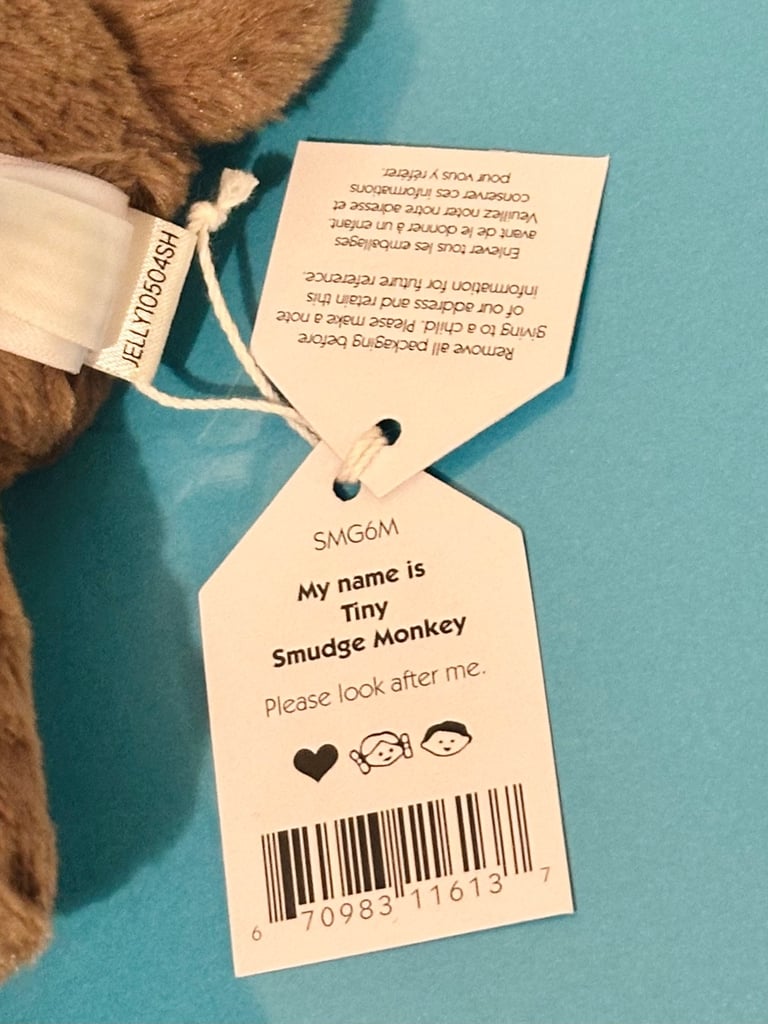 Remove all packaging before
giving to a child. Please make a note
of our address and retain this
information for future reference.
Enlever tous les emballages
avant de le donner à un enfant.
Veuillez noter notre adresse et
conserver ces informations
pour vous y référer.
JELLY10504SH
SMG6M
My name is
Tiny
Smudge Monkey
Please look after me.
6 70983 11613 7